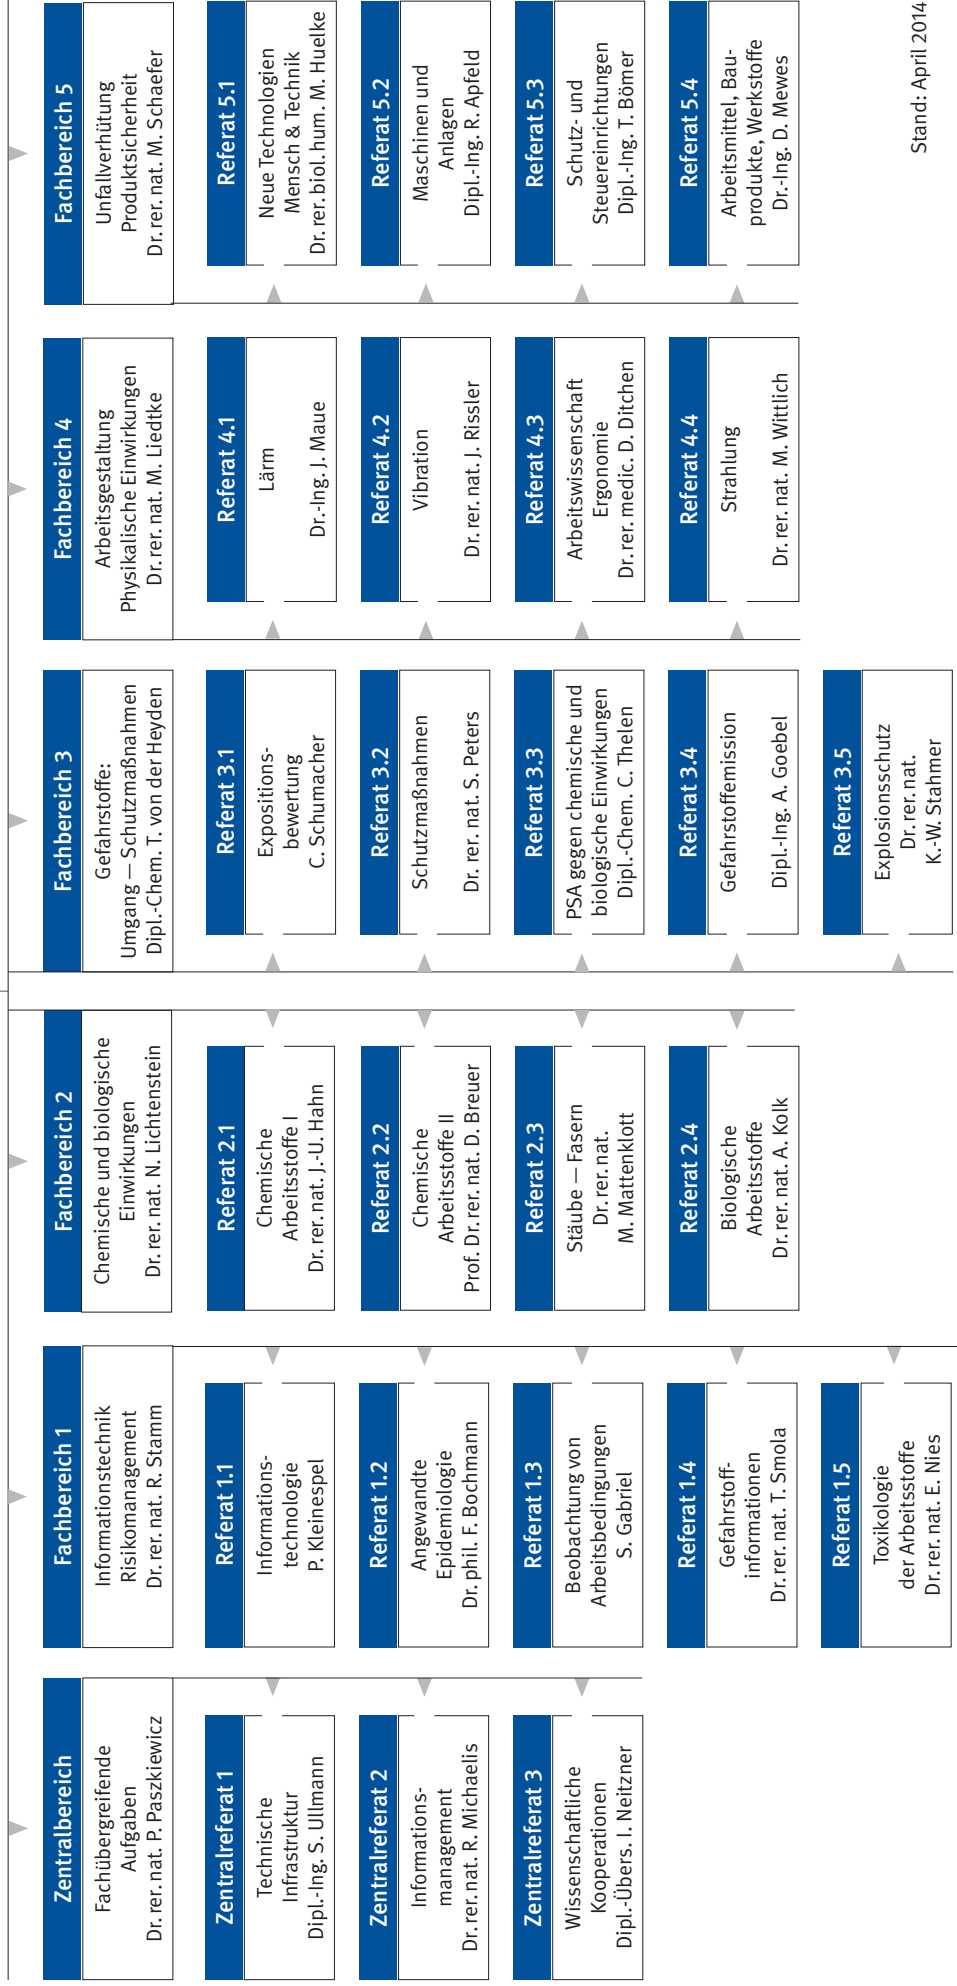 Zentralbereich
Fachübergreifende
Aufgaben
Dr. rer. nat. P. Paszkiewicz
Zentralreferat 1
Technische
Infrastruktur
Dipl.-Ing. S. Ullmann
Zentralreferat 2
Informations-
management
Dr. rer. nat. R. Michaelis
Zentralreferat 3
Wissenschaftliche
Kooperationen
Dipl.-Übers. I. Neitzner
Fachbereich 1
Informationstechnik
Risikomanagement
Dr. rer. nat. R. Stamm
Referat 1.1
Informations-
technologie
P. Kleinespel
Referat 1.2
Angewandte
Epidemiologie
Dr. phil. F. Bochmann
Referat 1.3
Beobachtung von
Arbeitsbedingungen
S. Gabriel
Referat 1.4
Gefahrstoff-
informationen
Dr. rer. nat. T. Smola
Referat 1.5
Toxikologie
der Arbeitsstoffe
Dr. rer. nat. E. Nies
Fachbereich 2
Chemische und biologische
Einwirkungen
Dr. rer. nat. N. Lichtenstein
Referat 2.1
Chemische
Arbeitsstoffe I
Dr. rer. nat. J.-U. Hahn
Referat 2.2
Chemische
Arbeitsstoffe II
Prof. Dr. rer. nat. D. Breuer
Referat 2.3
Stäube — Fasern
Dr. rer. nat.
M. Mattenklott
Referat 2.4
Biologische
Arbeitsstoffe
Dr. rer. nat. A. Kolk
Fachbereich 3
Gefahrstoffe:
Umgang — Schutzmaßnahmen
Dipl.-Chem. T. von der Heyden
Referat 3.1
Expositions-
bewertung
C. Schumacher
Referat 3.2
Schutzmaßnahmen
Dr. rer. nat. S. Peters
Referat 3.3
PSA gegen chemische und
biologische Einwirkungen
Dipl.-Chem. C. Thelen
Referat 3.4
Gefahrstoffemission
Dipl.-Ing. A. Goebel
Referat 3.5
Explosionsschutz
Dr. rer. nat.
K.-W. Stahmer
Fachbereich 4
Arbeitsgestaltung
Physikalische Einwirkungen
Dr. rer. nat. M. Liedtke
Referat 4.1
Lärm
Dr.-Ing. J. Maue
Referat 4.2
Vibration
Dr. rer. nat. J. Rissler
Referat 4.3
Arbeitswissenschaft
Ergonomie
Dr. rer. medic. D. Ditchen
Referat 4.4
Strahlung
Dr. rer. nat. M. Wittlich
Fachbereich 5
Unfallverhütung
Produktsicherheit
Dr. rer. nat. M. Schaefer
Referat 5.1
Neue Technologien
Mensch & Technik
Dr. rer. biol. hum. M. Huelke
Referat 5.2
Maschinen und
Anlagen
Dipl.-Ing. R. Apfeld
Referat 5.3
Schutz- und
Steuereinrichtungen
Dipl.-Ing. T. Bömer
Referat 5.4
Arbeitsmittel, Bau-
produkte, Werkstoffe
Dr.-Ing. D. Mewes
Stand: April 2014